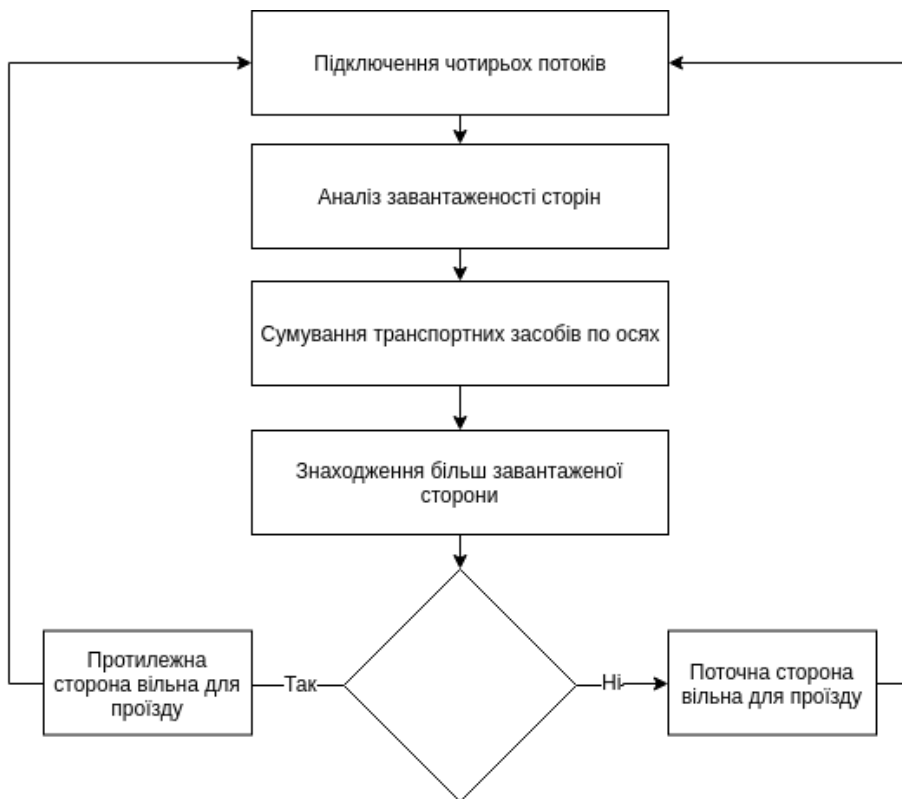 Підключення чотирьох потоків
Аналіз завантаженості сторін
Сумування транспортних засобів по осях
Знаходження більш завантаженої
сторони
Протилежна
сторона вільна для
проїзду
Так
Ні
Поточна сторона
вільна для проїзду